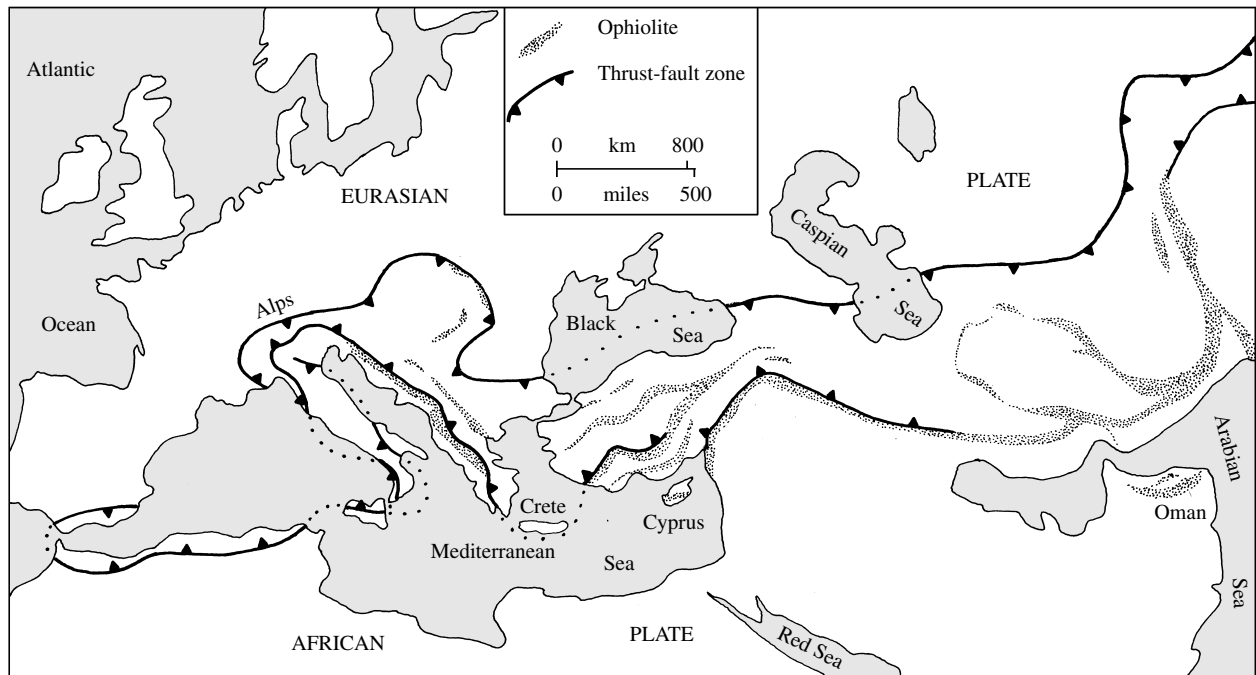 Ophiolite
Thrust-fault zone
0 km 800
0 miles 500
Atlantic
Ocean
EURASIAN
PLATE
Caspian
Sea
Alps
Black
Sea
Crete
Cyprus
Mediterranean
Sea
Arabian
Sea
Oman
AFRICAN
PLATE
Red Sea